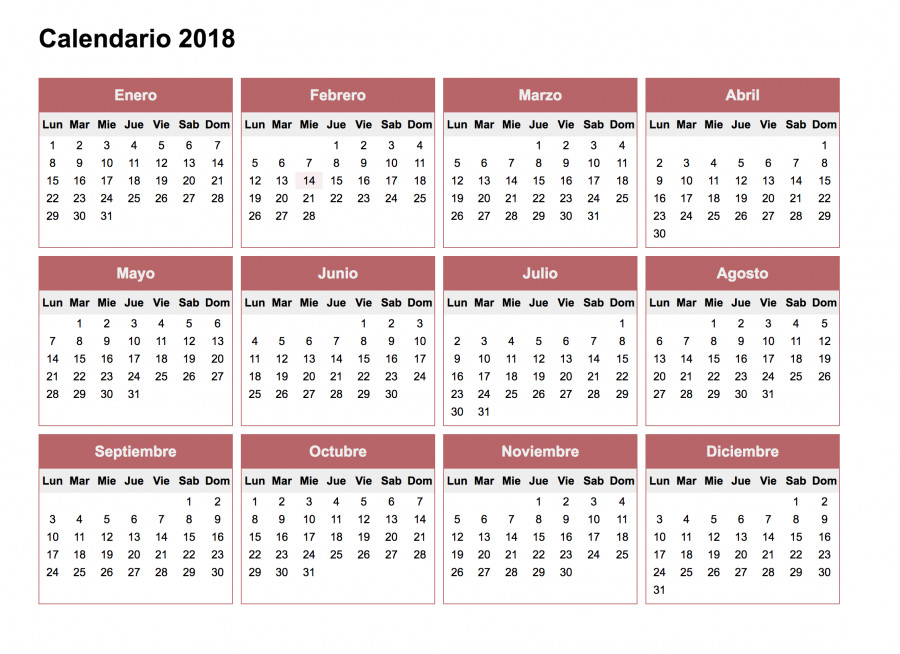 Calendario 2018
Enero
Lun Mar Mie Jue Vie Sab Dom
1 2 3 4 5 6 7
8 9 10 11 12 13 14
15 16 17 18 19 20 21
22 23 24 25 26 27 28
29 30 31
Febrero
Lun Mar Mie Jue Vie Sab Dom
1 2 3 4
5 6 7 8 9 10 11
12 13 14 15 16 17 18
19 20 21 22 23 24 25
26 27 28
Marzo
Lun Mar Mie Jue Vie Sab Dom
1 2 3 4
5 6 7 8 9 10 11
12 13 14 15 16 17 18
19 20 21 22 23 24 25
26 27 28 29 30 31
Abril
Lun Mar Mie Jue Vie Sab Dom
1
2 3 4 5 6 7 8
9 10 11 12 13 14 15
16 17 18 19 20 21 22
23 24 25 26 27 28 29
30
Mayo
Lun Mar Mie Jue Vie Sab Dom
1 2 3 4 5 6
7 8 9 10 11 12 13
14 15 16 17 18 19 20
21 22 23 24 25 26 27
28 29 30 31
Junio
Lun Mar Mie Jue Vie Sab Dom
1 2 3
4 5 6 7 8 9 10
11 12 13 14 15 16 17
18 19 20 21 22 23 24
25 26 27 28 29 30
Julio
Lun Mar Mie Jue Vie Sab Dom
1
2 3 4 5 6 7 8
9 10 11 12 13 14 15
16 17 18 19 20 21 22
23 24 25 26 27 28 29
30 31
Agosto
Lun Mar Mie Jue Vie Sab Dom
1 2 3 4 5
6 7 8 9 10 11 12
13 14 15 16 17 18 19
20 21 22 23 24 25 26
27 28 29 30 31
Septiembre
Lun Mar Mie Jue Vie Sab Dom
1 2
3 4 5 6 7 8 9
10 11 12 13 14 15 16
17 18 19 20 21 22 23
24 25 26 27 28 29 30
Octubre
Lun Mar Mie Jue Vie Sab Dom
1 2 3 4 5 6 7
8 9 10 11 12 13 14
15 16 17 18 19 20 21
22 23 24 25 26 27 28
29 30 31
Noviembre
Lun Mar Mie Jue Vie Sab Dom
1 2 3 4
5 6 7 8 9 10 11
12 13 14 15 16 17 18
19 20 21 22 23 24 25
26 27 28 29 30
Diciembre
Lun Mar Mie Jue Vie Sab Dom
1 2
3 4 5 6 7 8 9
10 11 12 13 14 15 16
17 18 19 20 21 22 23
24 25 26 27 28 29 30
31